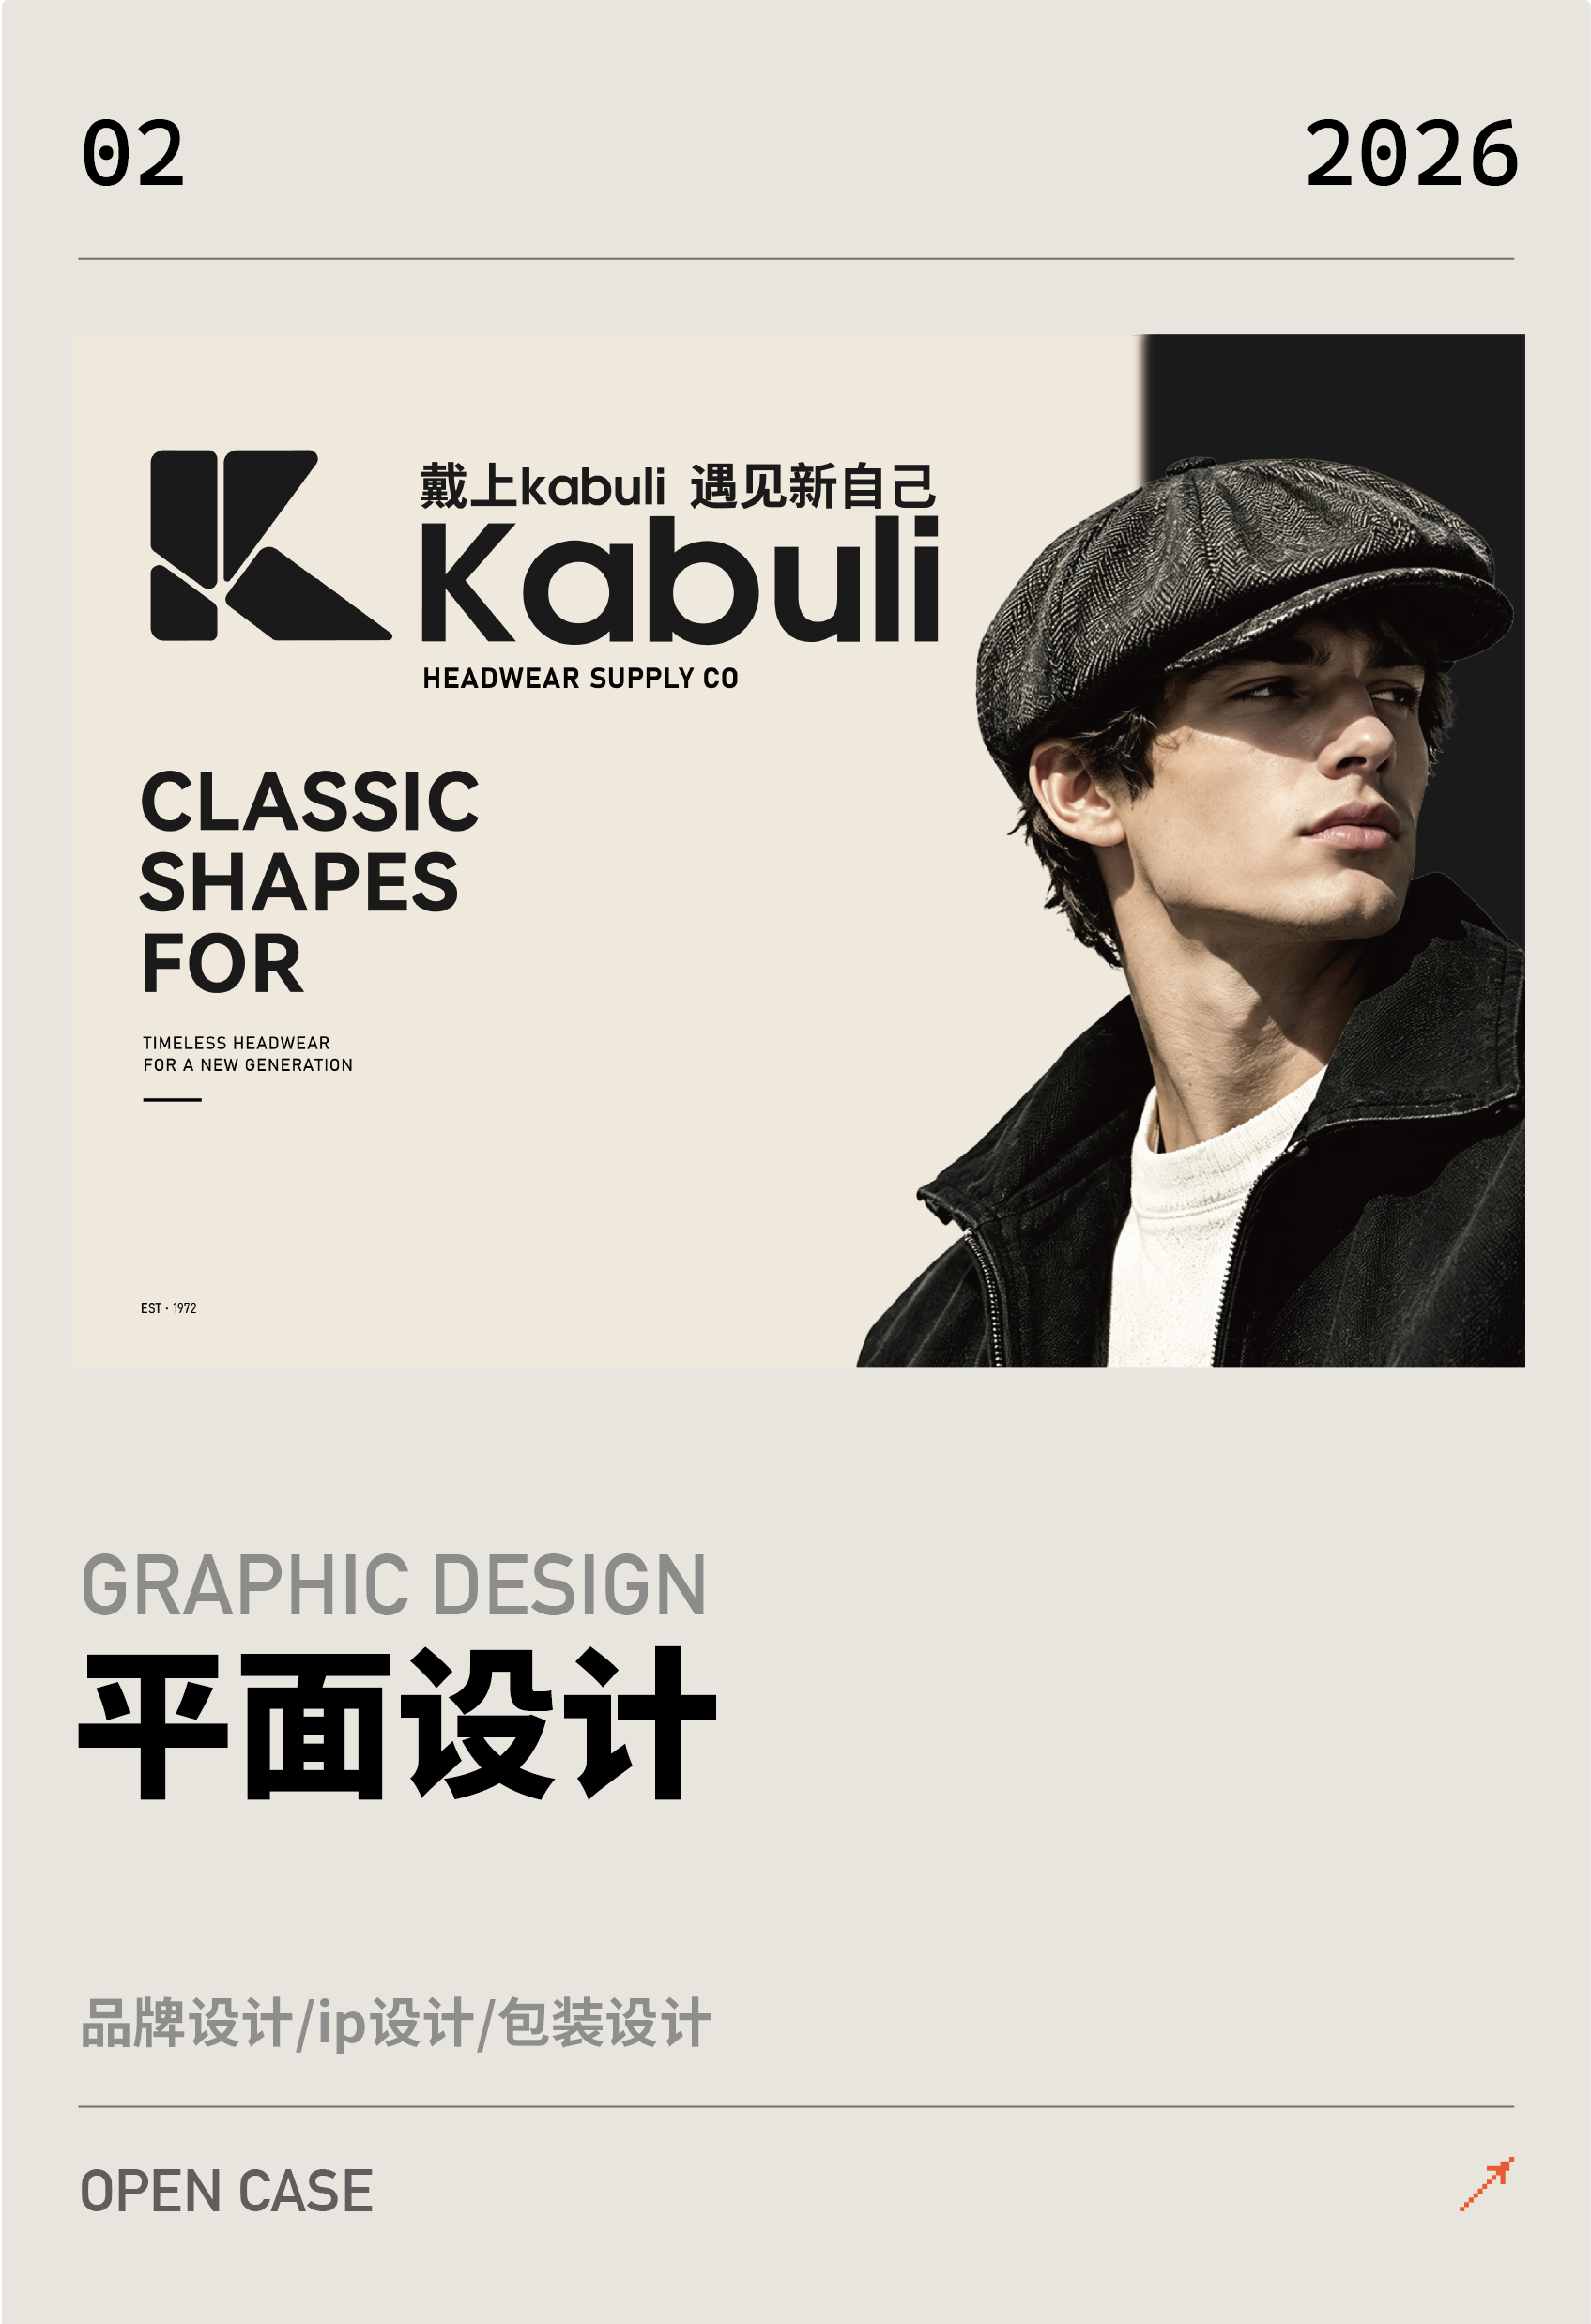 02
2026
戴上kabuli 遇见新自己
Kabuli
HEADWEAR SUPPLY CO
CLASSIC
SHAPES
FOR
TIMELESS HEADWEAR
FOR A NEW GENERATION
EST · 1972
GRAPHIC DESIGN
平面设计
品牌设计/ip设计/包装设计
OPEN CASE